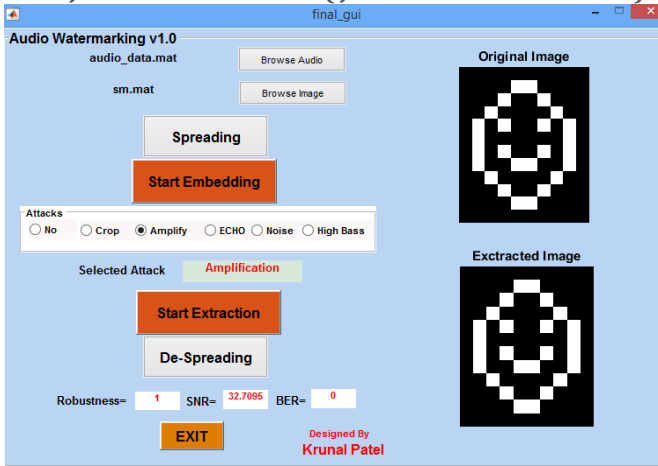 final_gui
Audio Watermarking v1.0
audio_data.mat
Browse Audio
sm.mat
Browse Image
Spreading
Start Embedding
Attacks
No Crop Amplify ECHO Noise High Bass
Selected Attack Amplification
Start Extraction
De-Spreading
Robustness= 1 SNR= 32.7095 BER= 0
EXIT
Designed By
Krunal Patel
Original Image
Exctracted Image